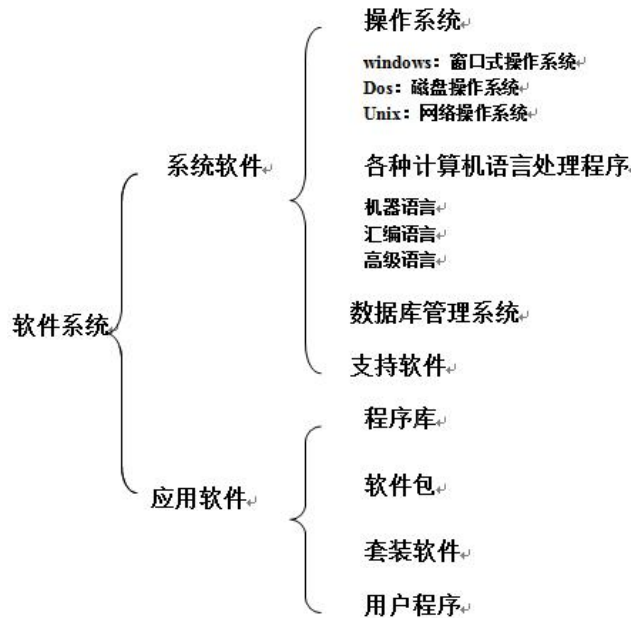 操作系统
windows：窗口式操作系统
Dos：磁盘操作系统
Unix：网络操作系统
系统软件
各种计算机语言处理程序
机器语言
汇编语言
高级语言
数据库管理系统
软件系统
支持软件
程序库
软件包
应用软件
套装软件
用户程序